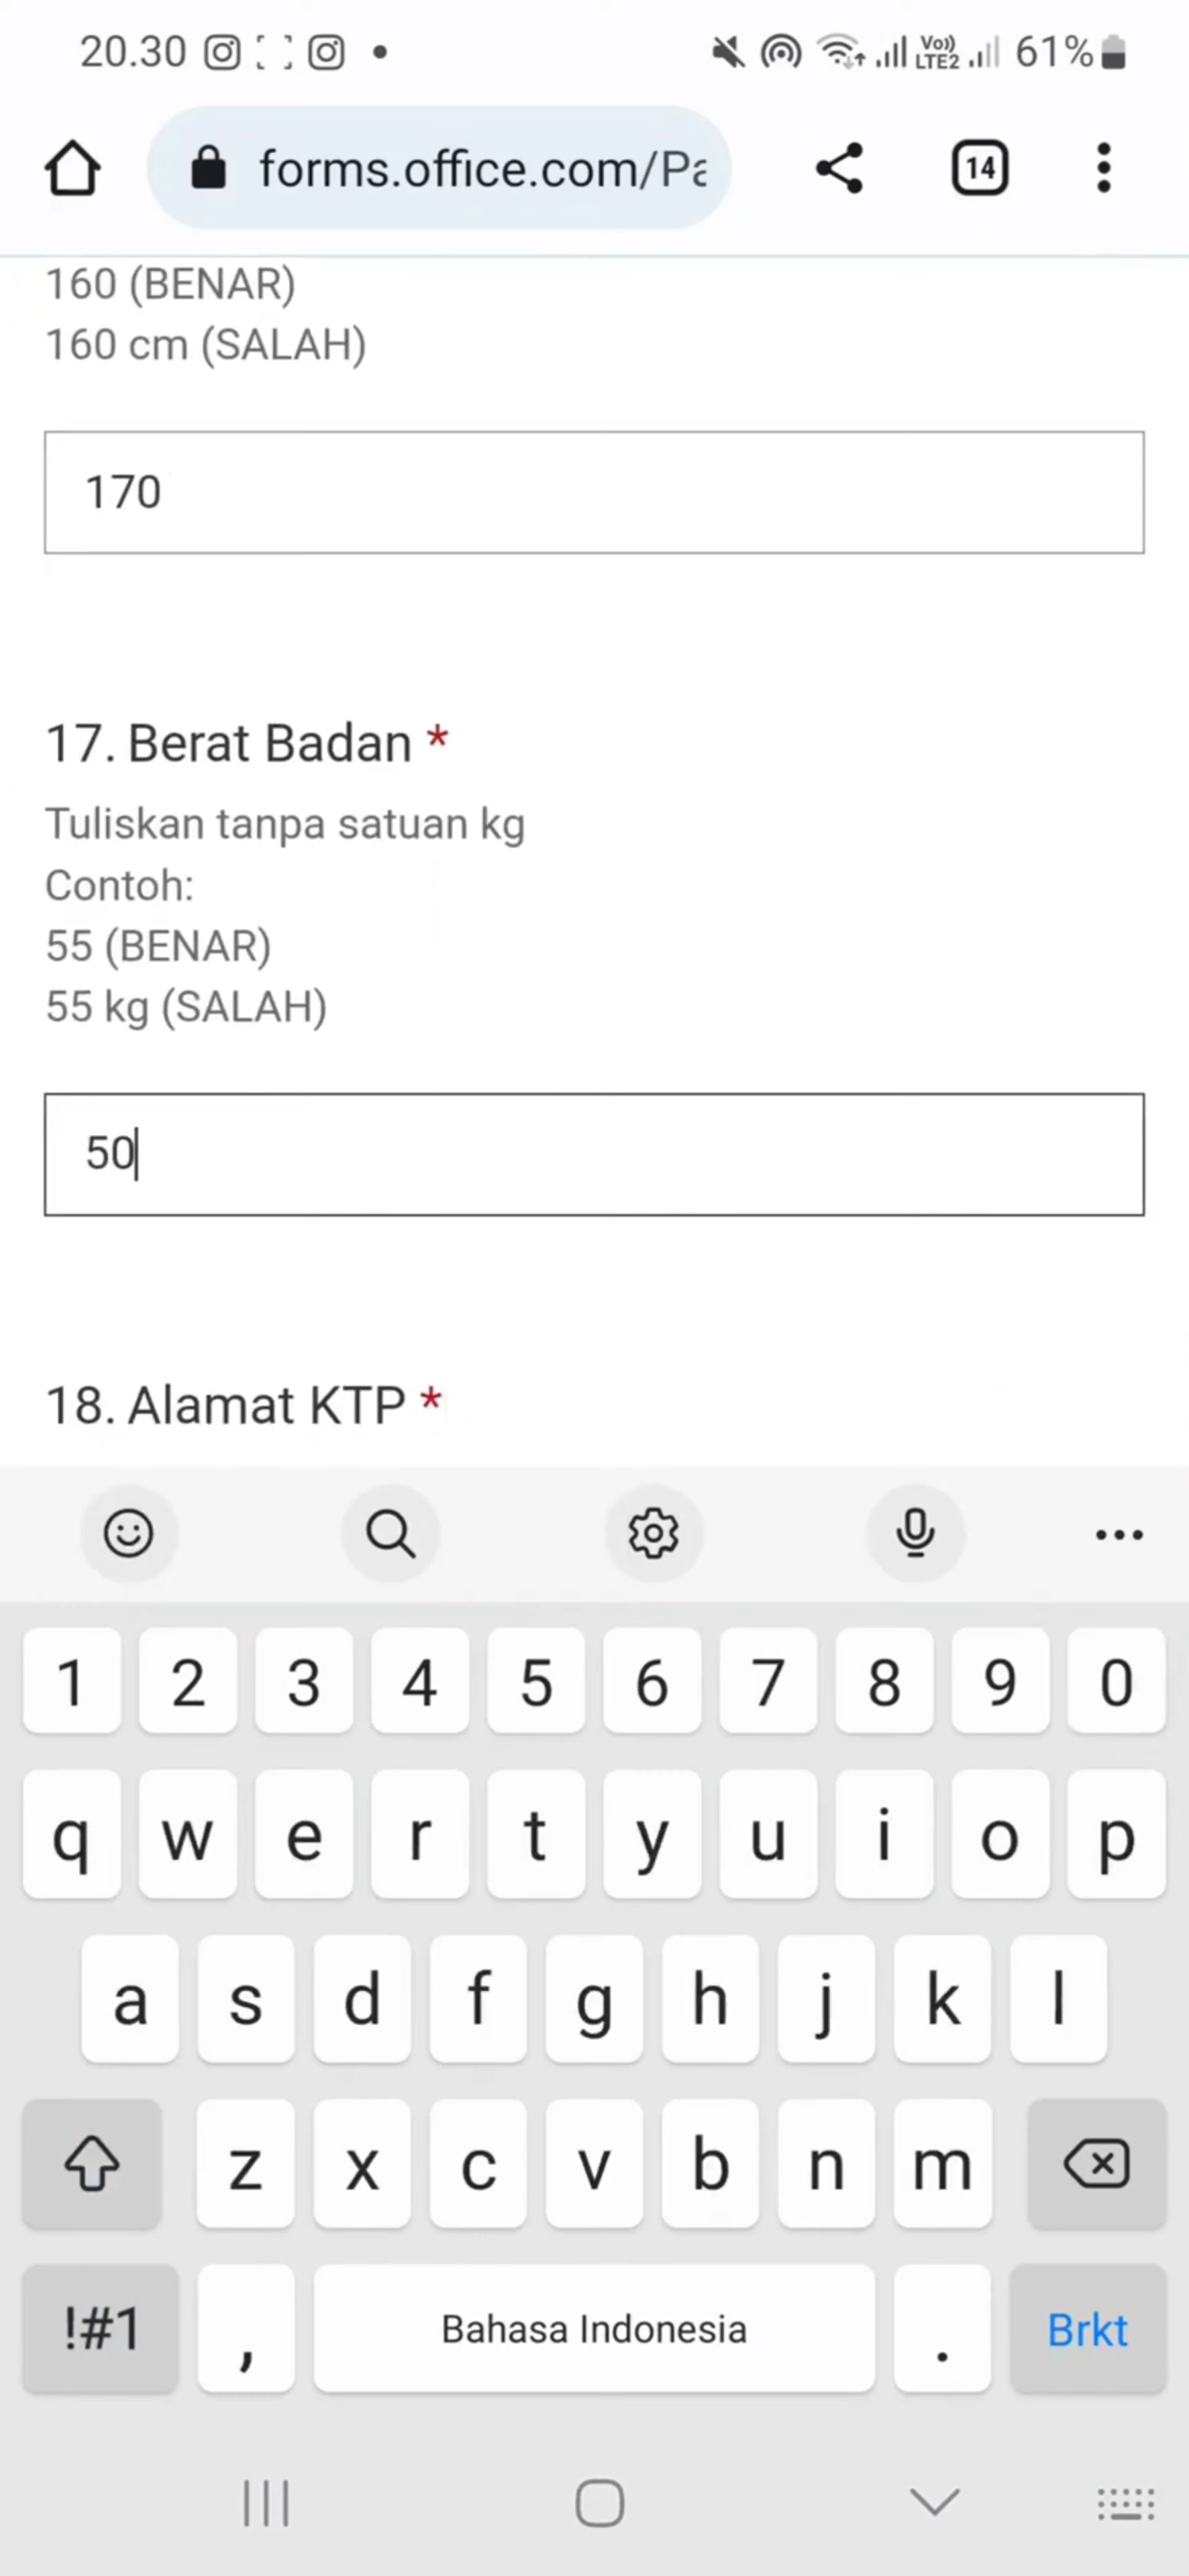 20.30
Vo)) LTE2 61%
forms.office.com/Pa
14
160 (BENAR)
160 cm (SALAH)
170
17. Berat Badan *
Tuliskan tanpa satuan kg
Contoh:
55 (BENAR)
55 kg (SALAH)
50
18. Alamat KTP *
1 2 3 4 5 6 7 8 9 0
q w e r t y u i o p
a s d f g h j k l
z x c v b n m
!#1 , Bahasa Indonesia . Brkt